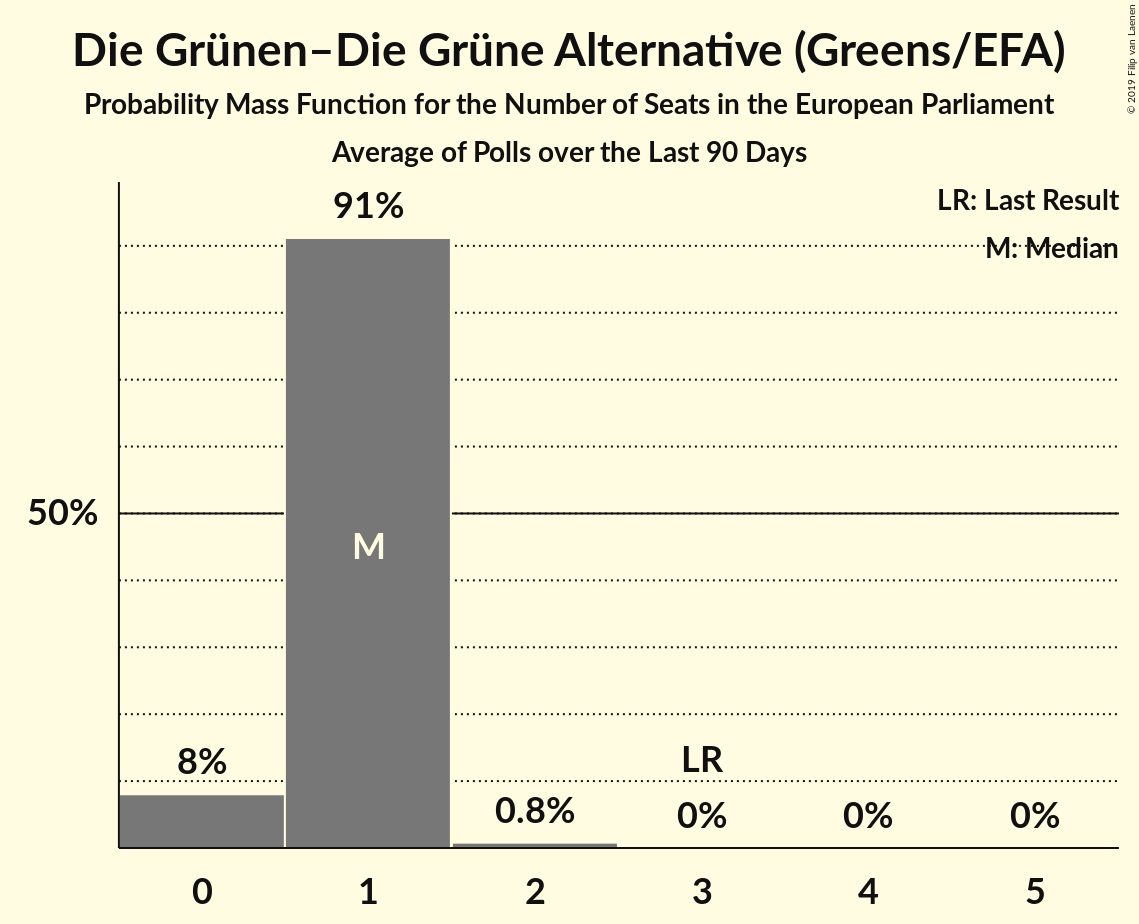 Die Grünen–Die Grüne Alternative (Greens/EFA)
Probability Mass Function for the Number of Seats in the European Parliament
Average of Polls over the Last 90 Days
© 2019 Filip van Laenen
LR: Last Result
M: Median
91%
50%
M
8%
0.8%
LR
0%
0%
0%
0 1 2 3 4 5